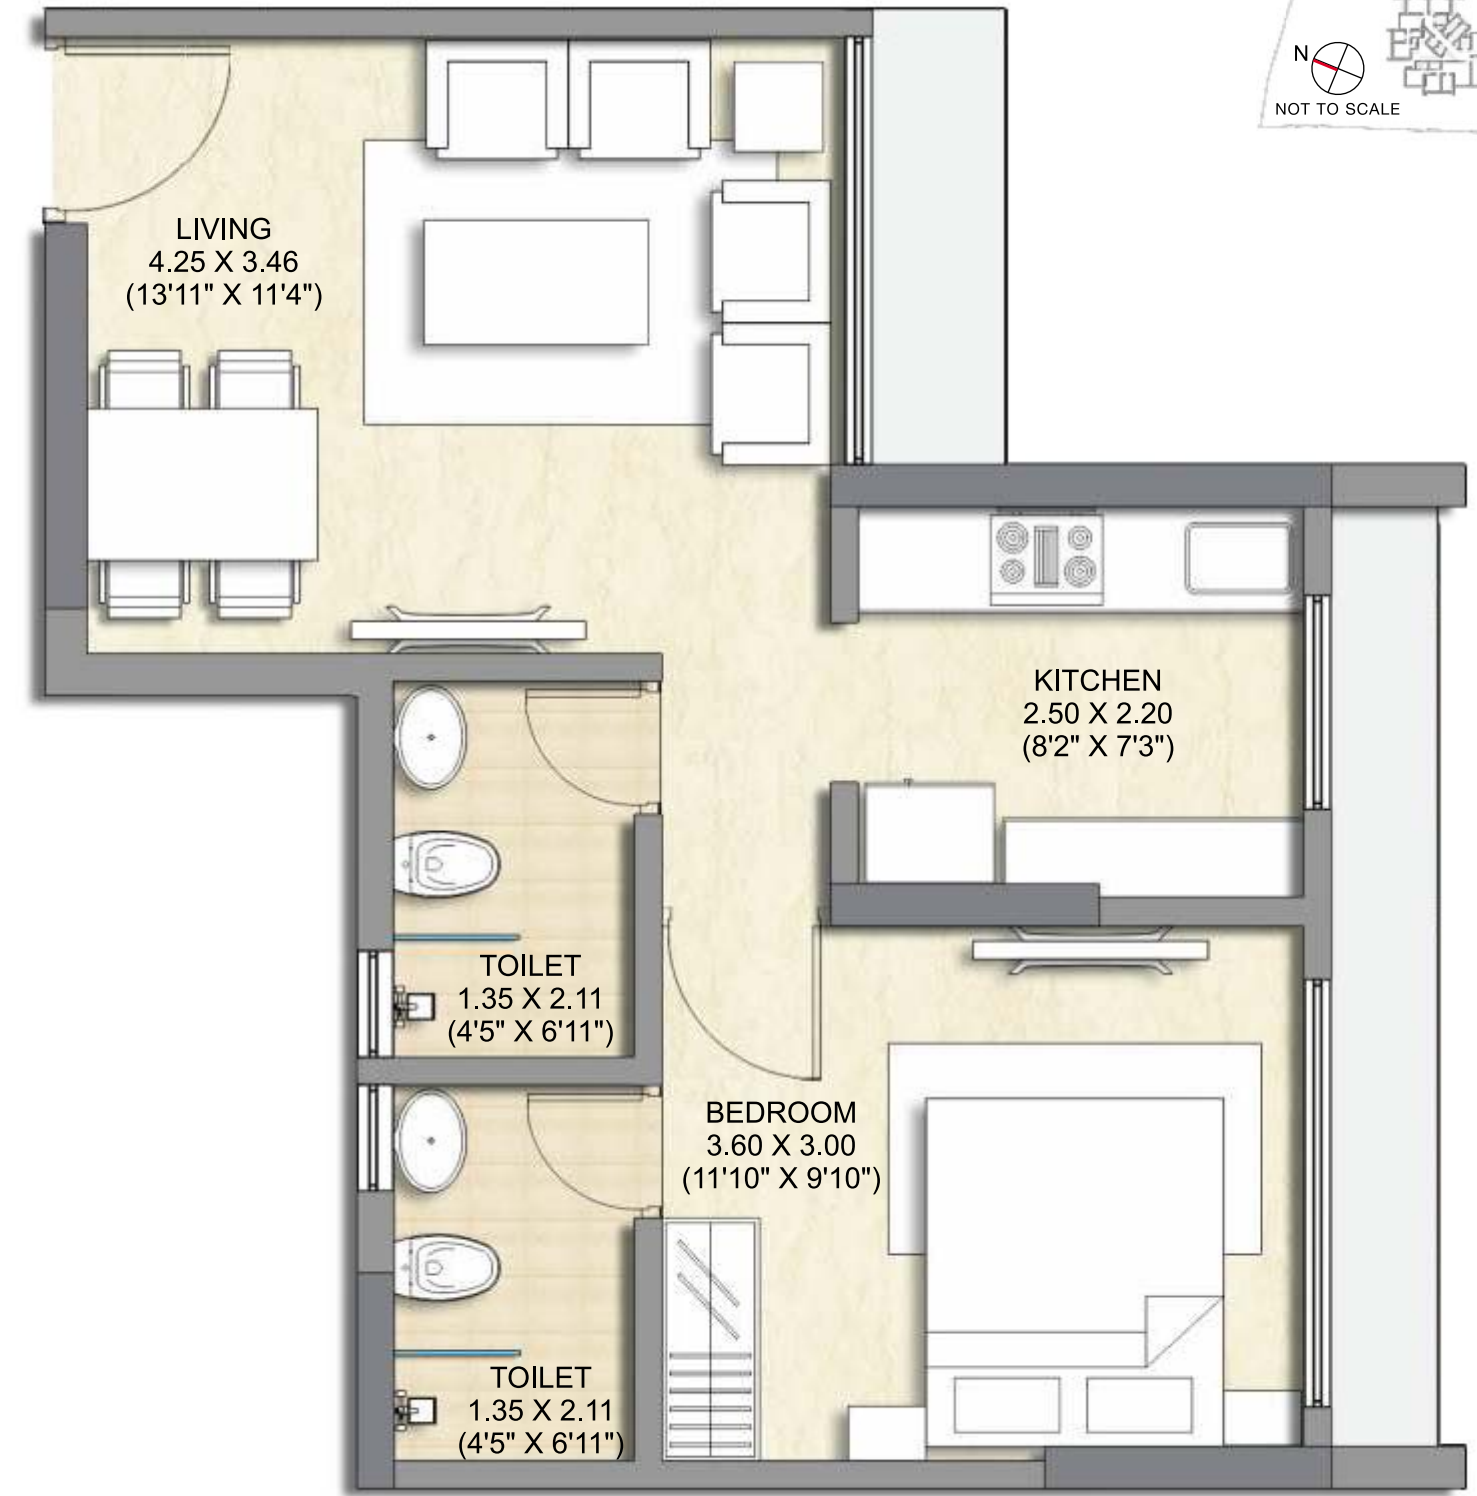 N
NOT TO SCALE
LIVING
4.25 X 3.46
(13'11" X 11'4")
KITCHEN
2.50 X 2.20
(8'2" X 7'3")
TOILET
1.35 X 2.11
(4'5" X 6'11")
BEDROOM
3.60 X 3.00
(11'10" X 9'10")
TOILET
1.35 X 2.11
(4'5" X 6'11")